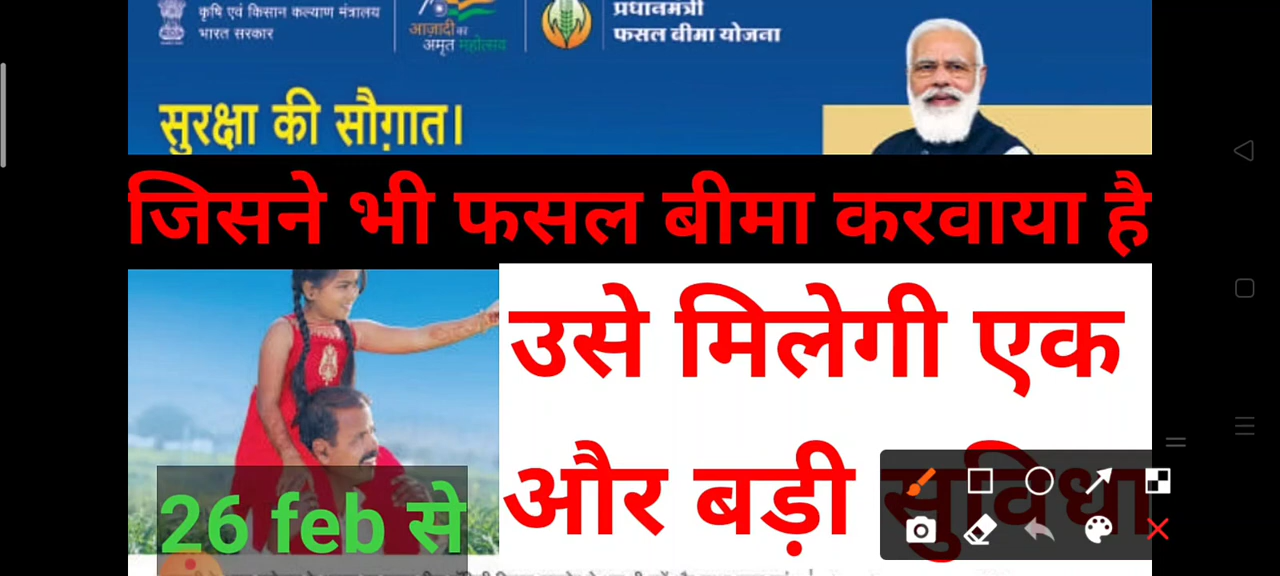 कृषि एवं किसान कल्याण मंत्रालय
भारत सरकार
आज़ादी का
अमृत महोत्सव
प्रधानमंत्री
फसल बीमा योजना
सुरक्षा की सौग़ात।
जिसने भी फसल बीमा करवाया है
उसे मिलेगी एक
और बड़ी सुविधा
26 feb से